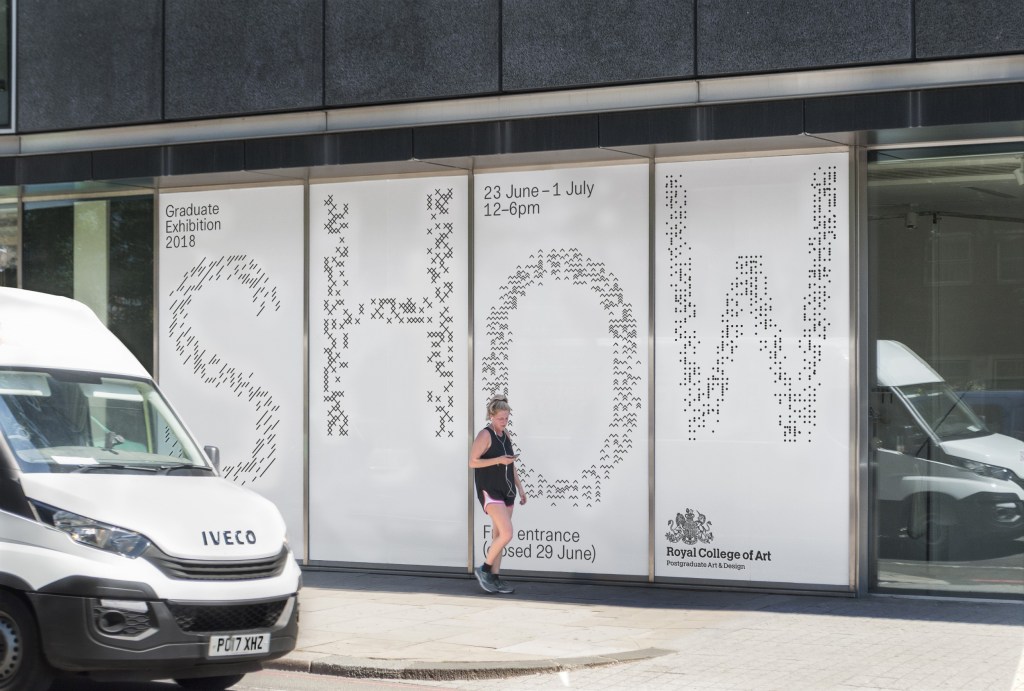 Graduate
Exhibition
2018
SHOW
23 June – 1 July
12–6pm
entrance
(closed 29 June)
Royal College of Art
Postgraduate Art & Design
IVECO
PO17 XHZ